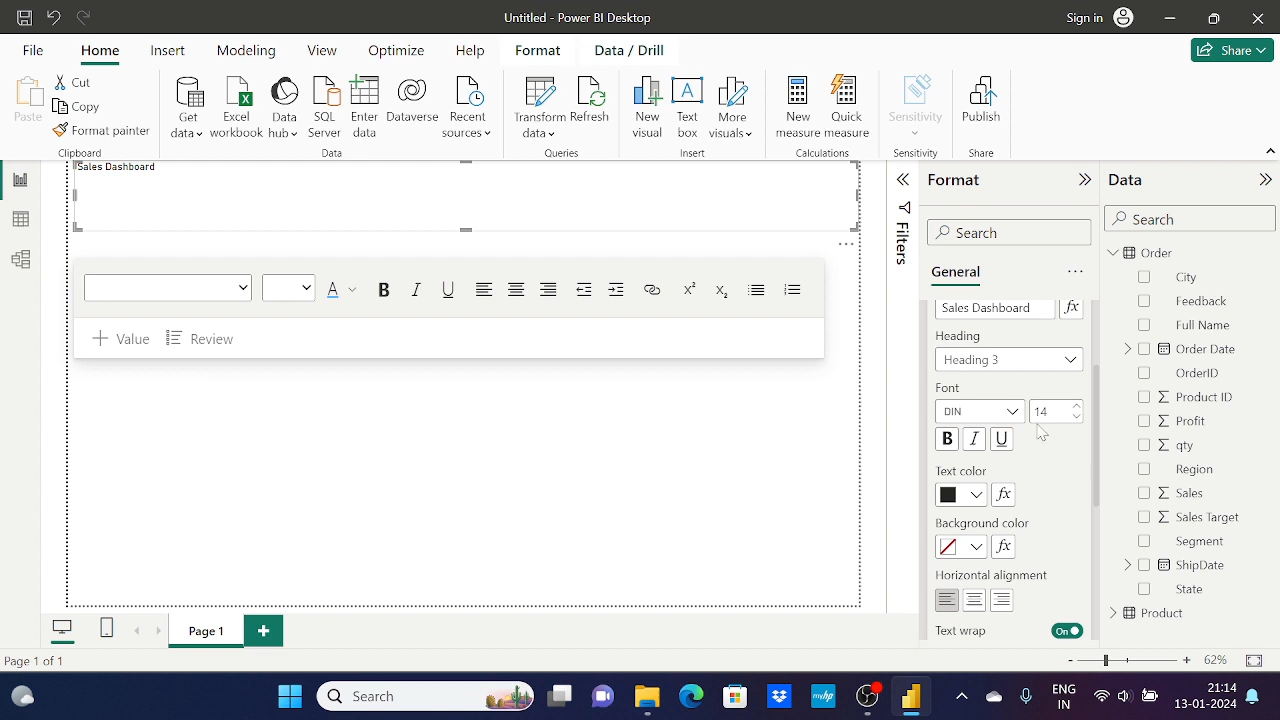 Untitled - Power BI Desktop
Sign in
File Home Insert Modeling View Optimize Help Format Data / Drill Share
Paste Cut
Copy
Format painter
Get data Excel workbook Data hub SQL Server Enter data Dataverse Recent sources Transform data Refresh New visual Text box More visuals New measure Quick measure Sensitivity Publish
Clipboard Data Queries Insert Calculations Sensitivity Share
Sales Dashboard
A B I U
Value Review
Filters
Format
Search
General
Sales Dashboard fx
Heading
Heading 3
Font
DIN 14
B I U
Text color
fx
Background color
fx
Horizontal alignment
Text wrap On
Data
Search
Order
City
Feedback
Full Name
Order Date
OrderID
Product ID
Profit
qty
Region
Sales
Sales Target
Segment
ShipDate
State
Product
Page 1
Page 1 of 1
- + 62%
Search
myhp
ENG
IN
21:14
13-01-2024